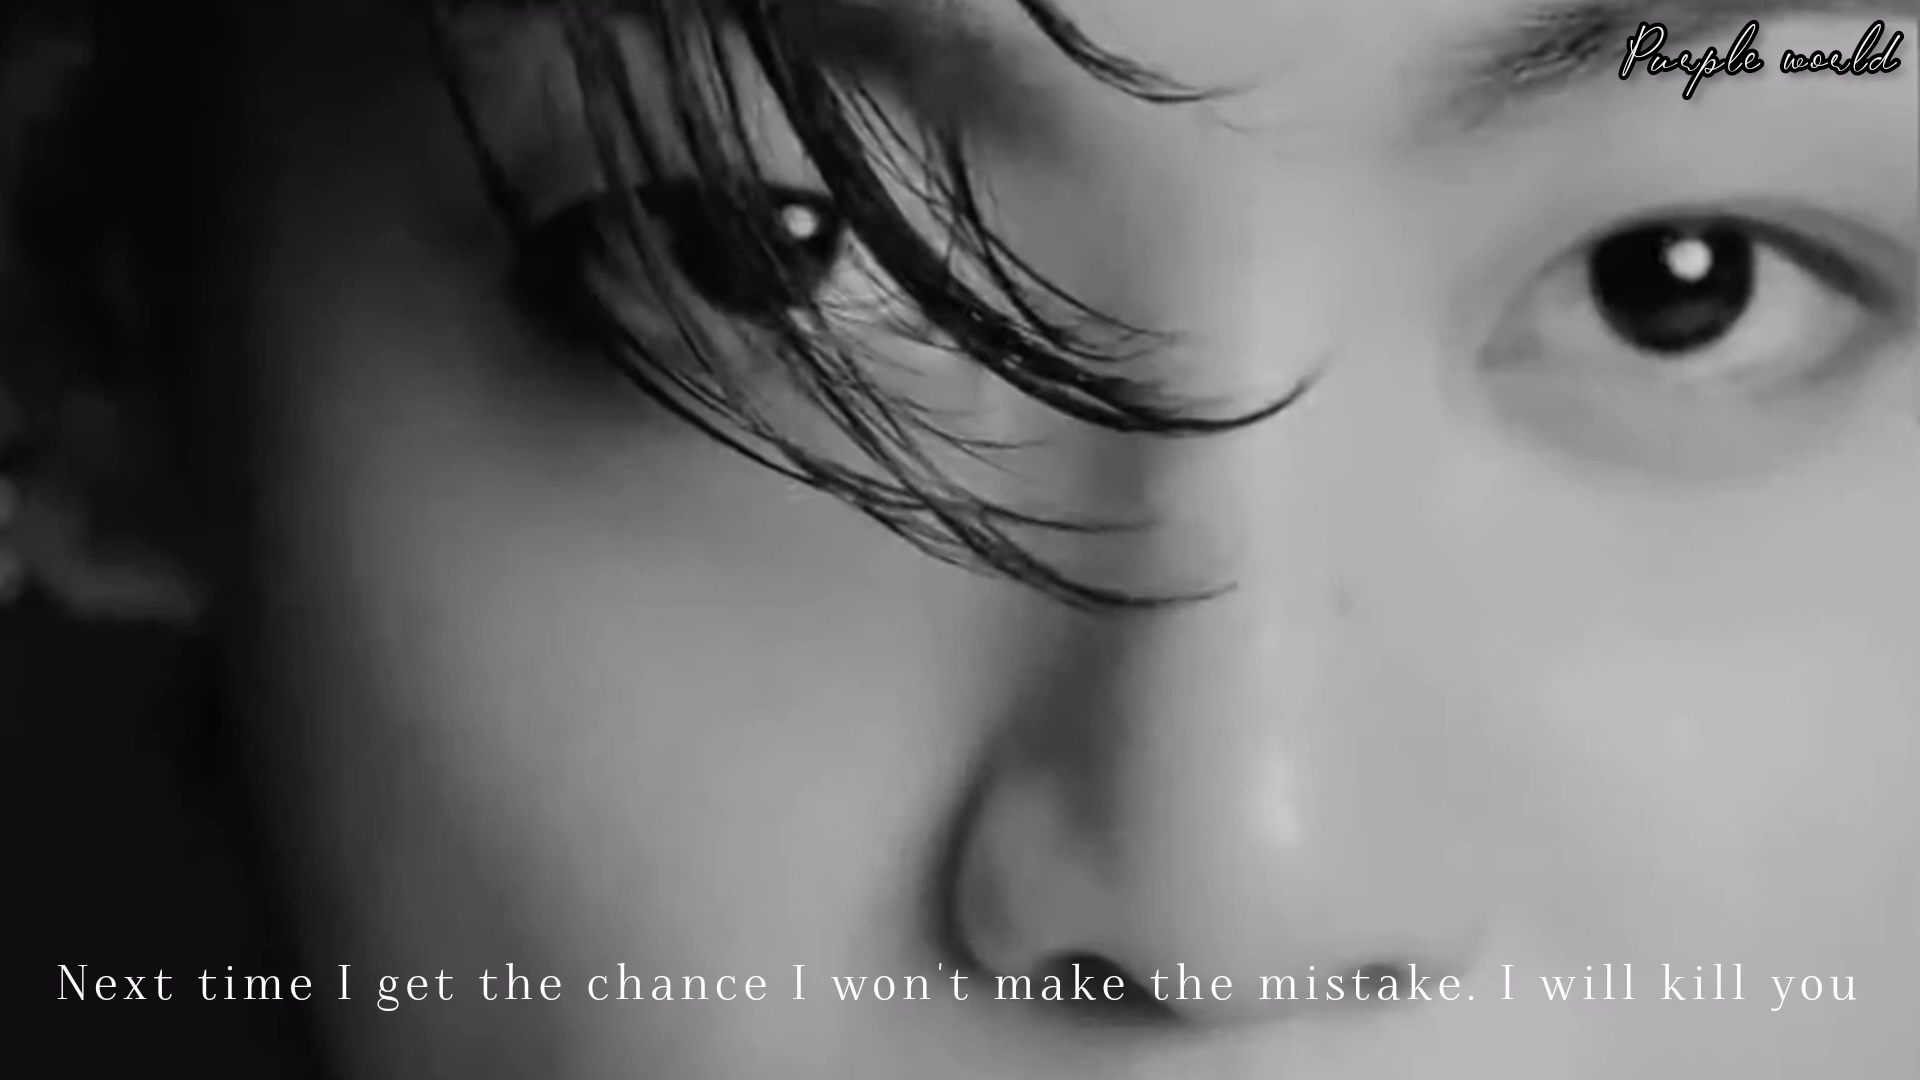 Purple world
Next time I get the chance I won't make the mistake. I will kill you